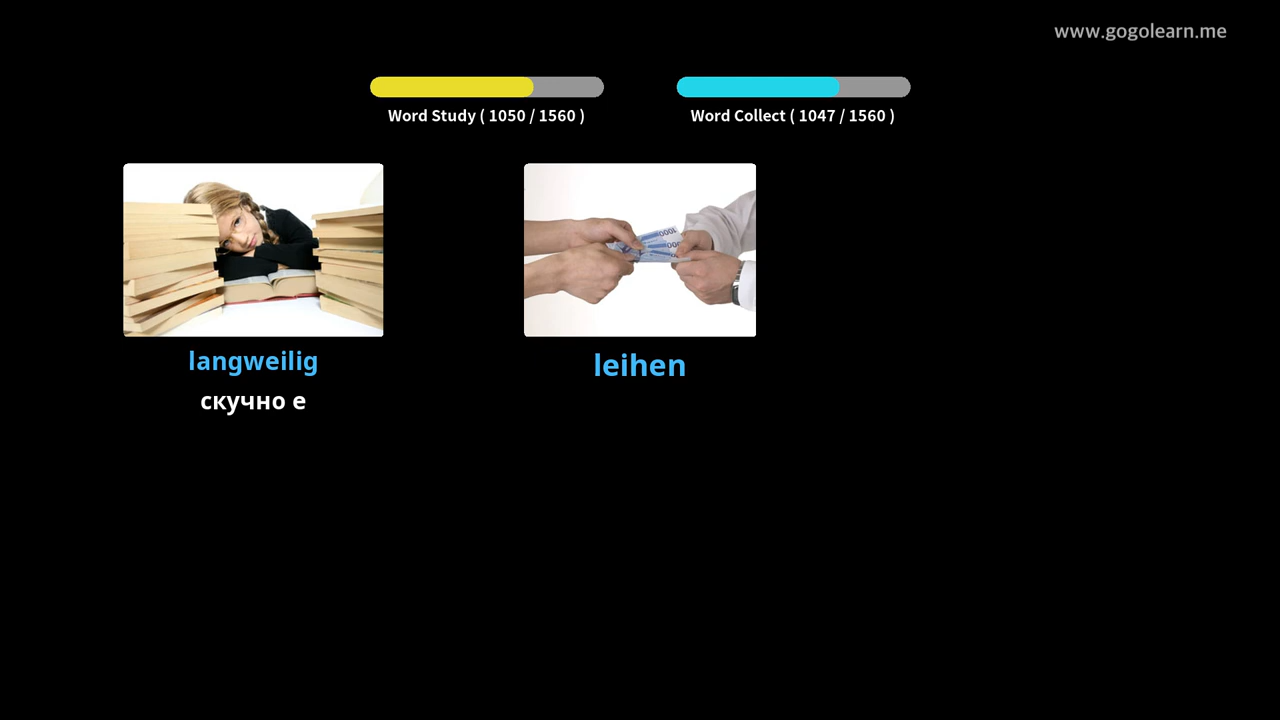 www.gogolearn.me
Word Study ( 1050 / 1560 )
Word Collect ( 1047 / 1560 )
langweilig
скучно е
leihen